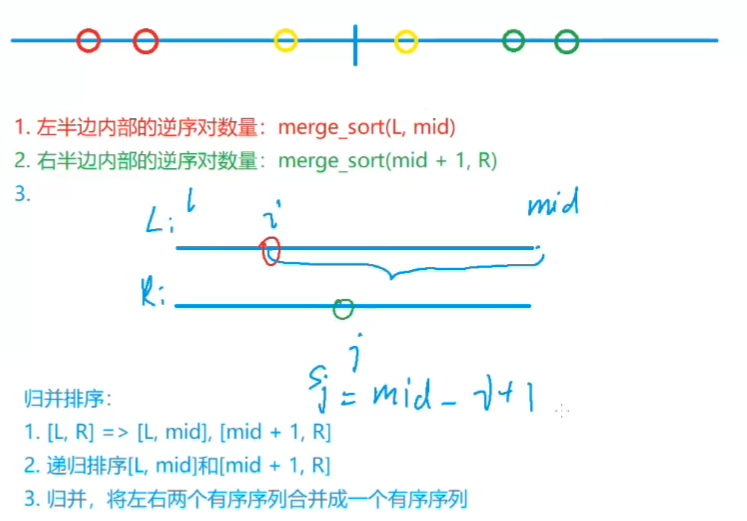 1. 左半边内部的逆序对数量：merge_sort(L, mid)
2. 右半边内部的逆序对数量：merge_sort(mid + 1, R)
3.
l
i
mid
Li
Ri
j
Sj = mid - i + 1
归并排序：
1. [L, R] => [L, mid], [mid + 1, R]
2. 递归排序[L, mid]和[mid + 1, R]
3. 归并，将左右两个有序序列合并成一个有序序列